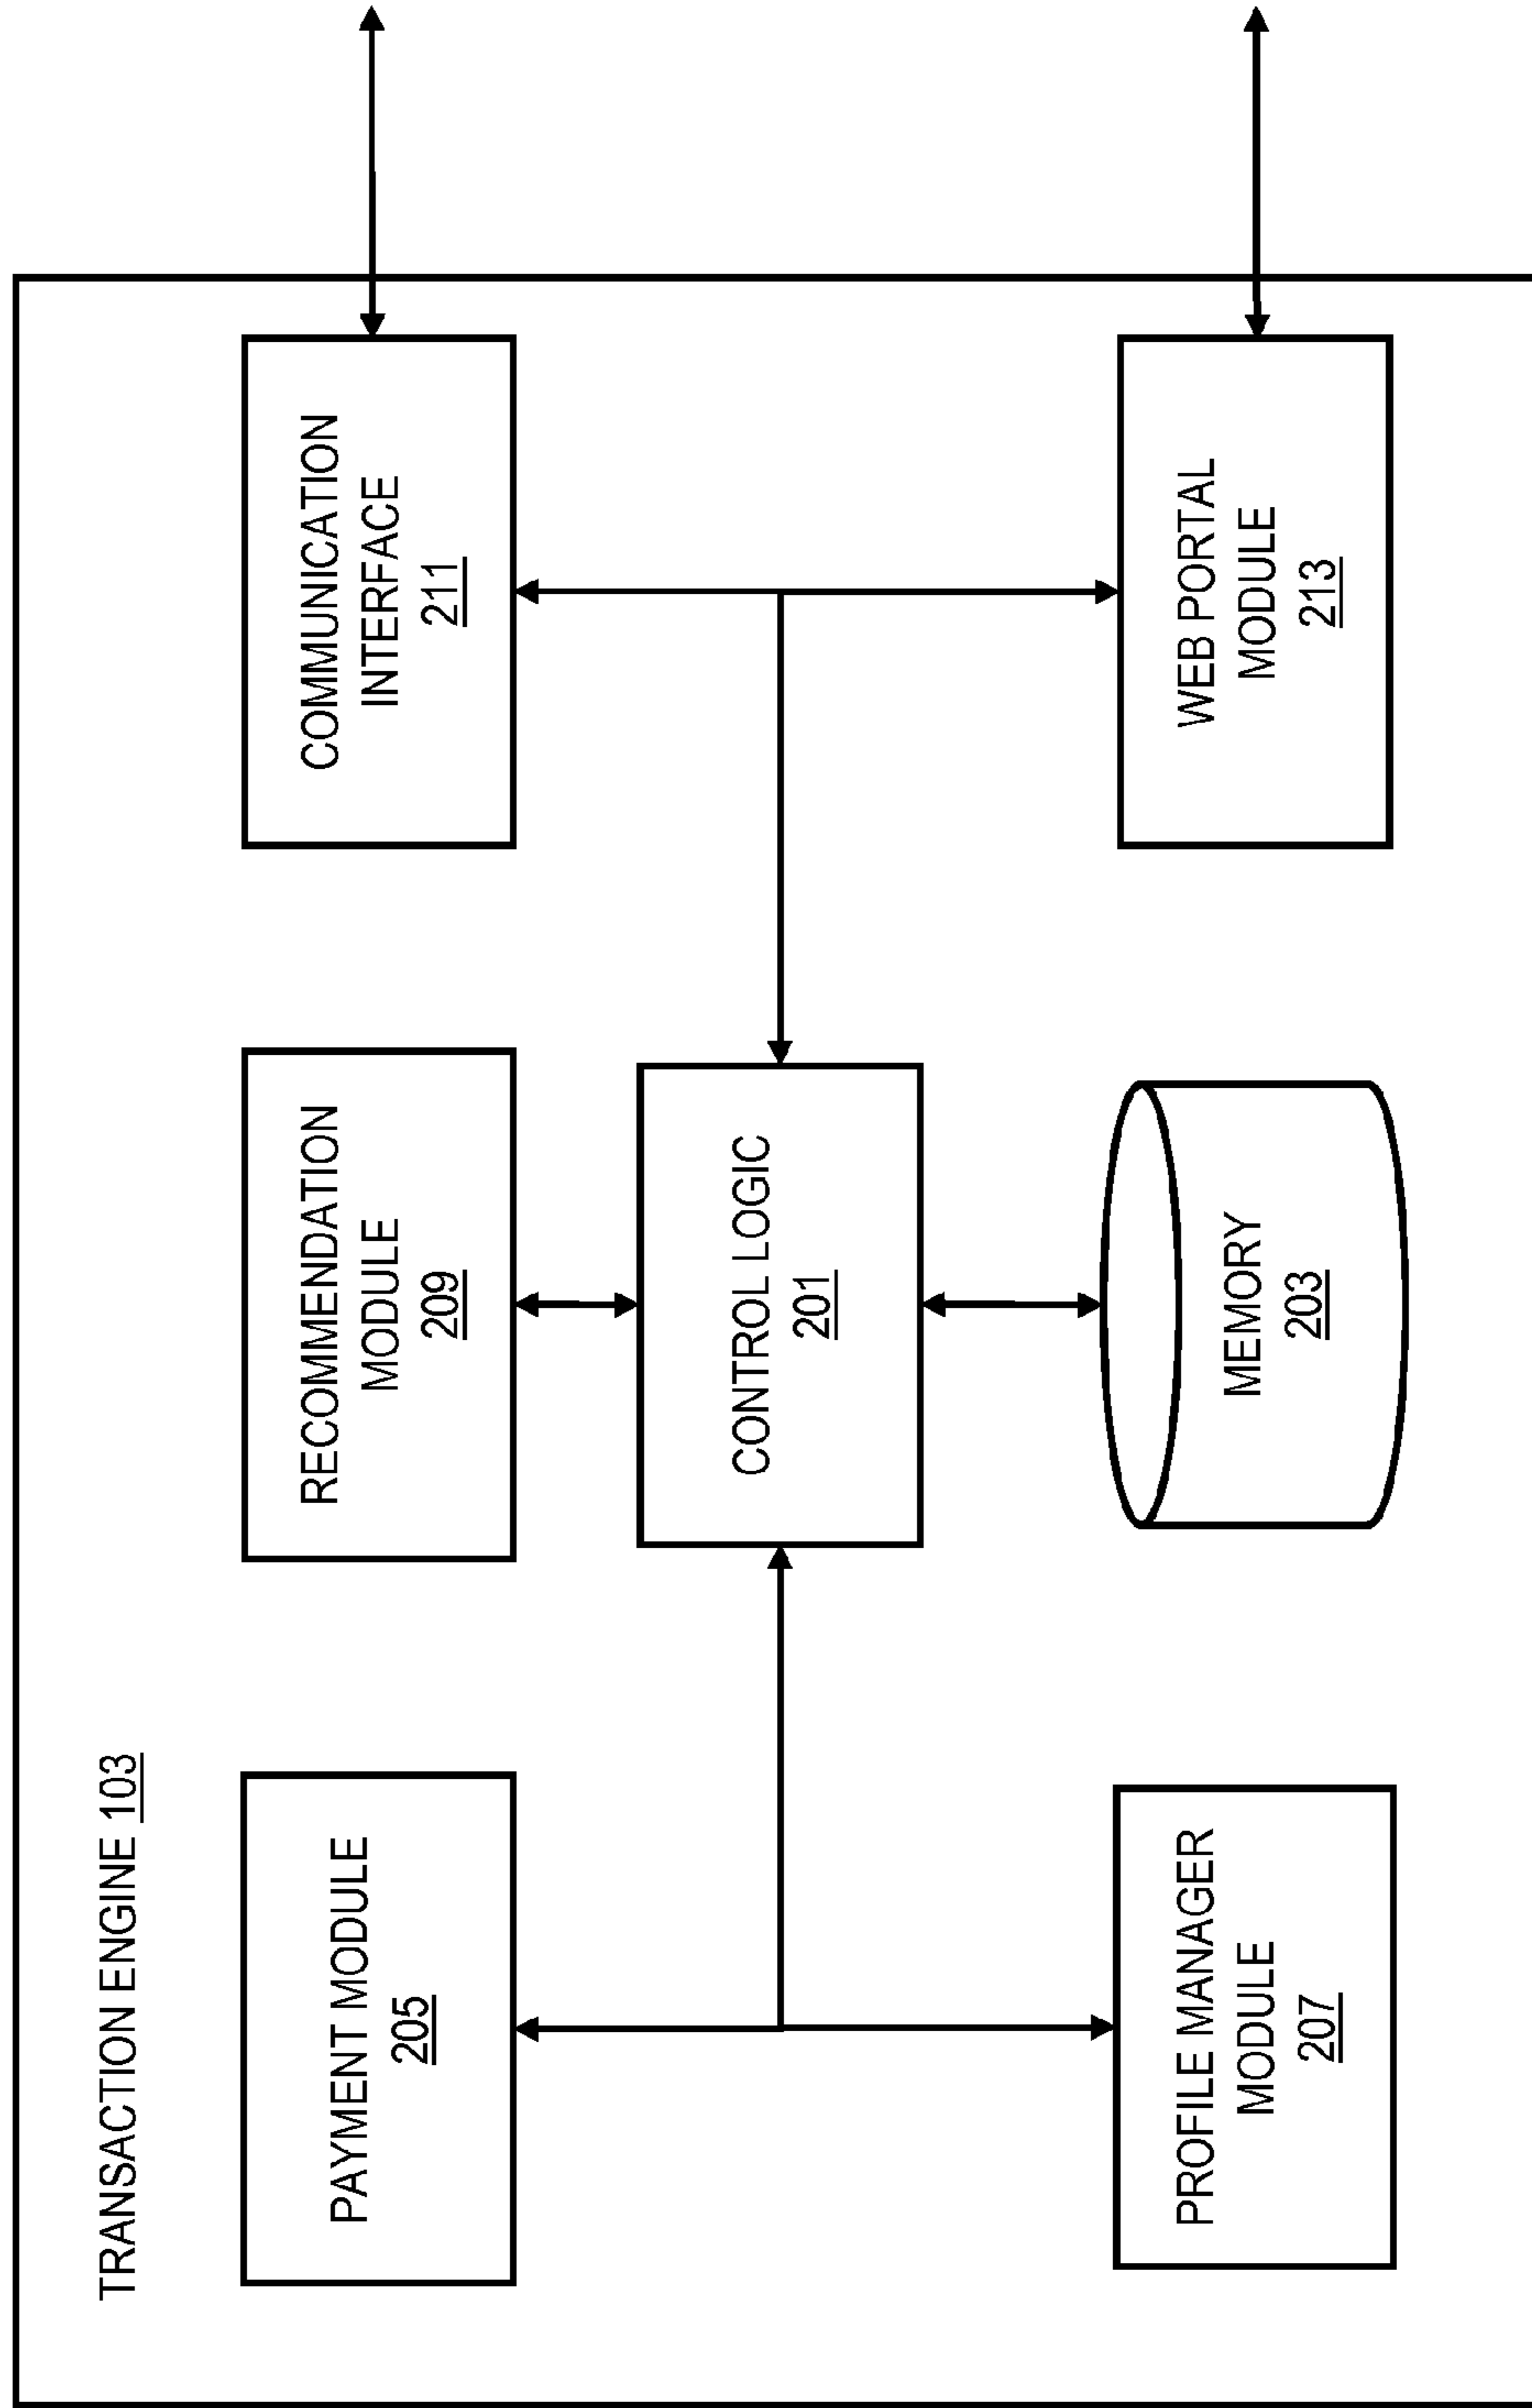 TRANSACTION ENGINE 103
PAYMENT MODULE
205
RECOMMENDATION
MODULE
209
COMMUNICATION
INTERFACE
211
CONTROL LOGIC
201
PROFILE MANAGER
MODULE
207
MEMORY
203
WEB PORTAL
MODULE
213